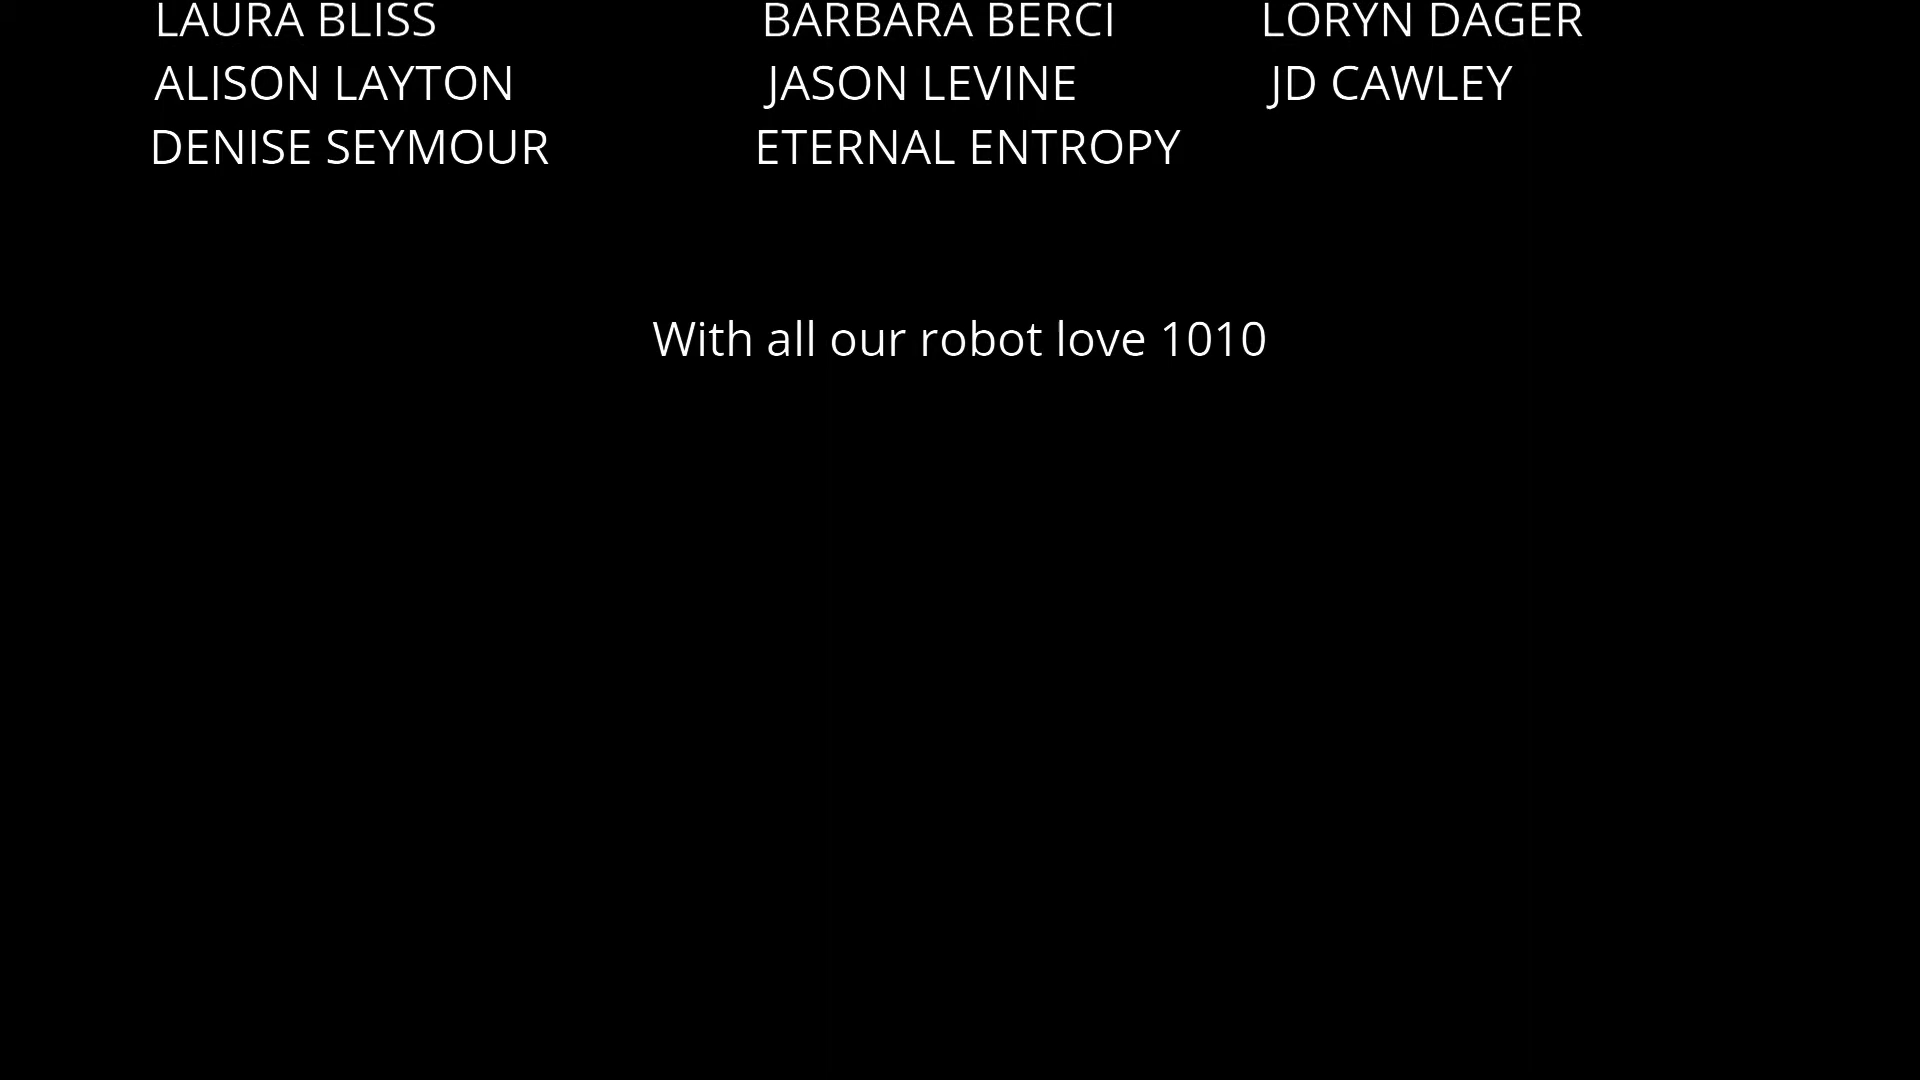 LAURA BLISS BARBARA BERCI LORYN DAGER
ALISON LAYTON JASON LEVINE JD CAWLEY
DENISE SEYMOUR ETERNAL ENTROPY
With all our robot love 1010